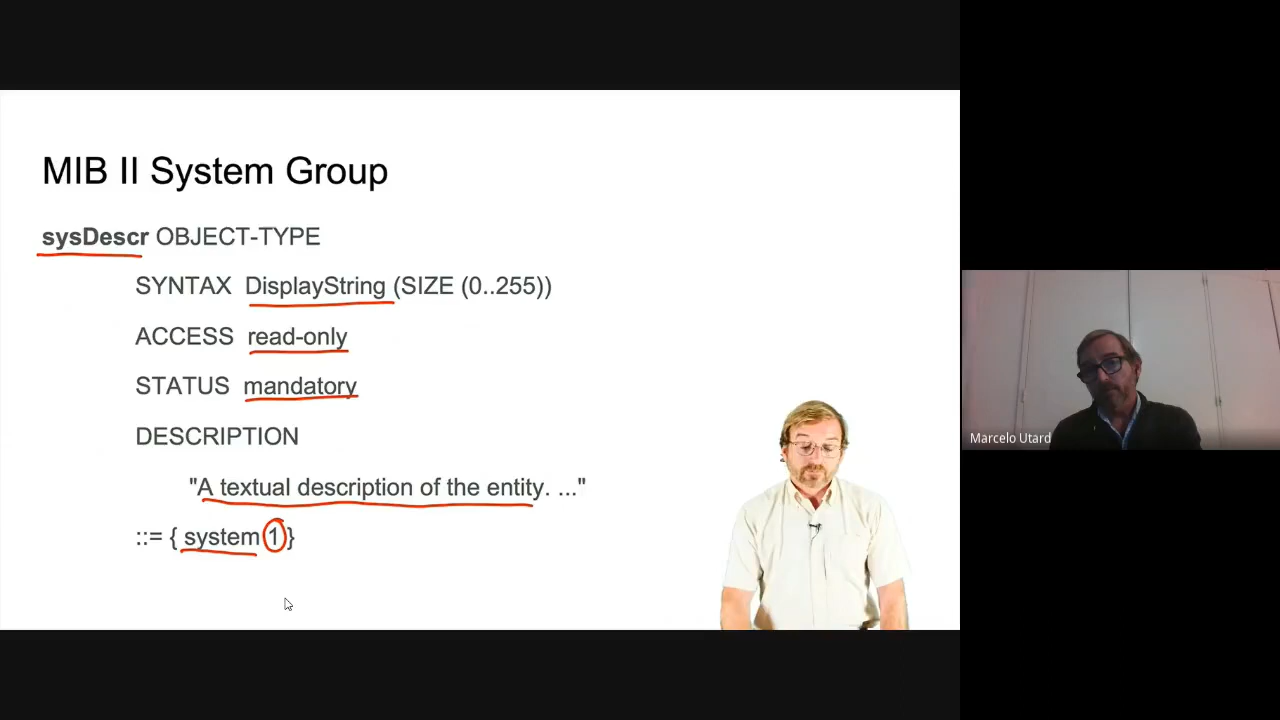 MIB II System Group
sysDescr OBJECT-TYPE
SYNTAX DisplayString (SIZE (0..255))
ACCESS read-only
STATUS mandatory
DESCRIPTION
"A textual description of the entity. ..."
::= { system 1 }
Marcelo Utard